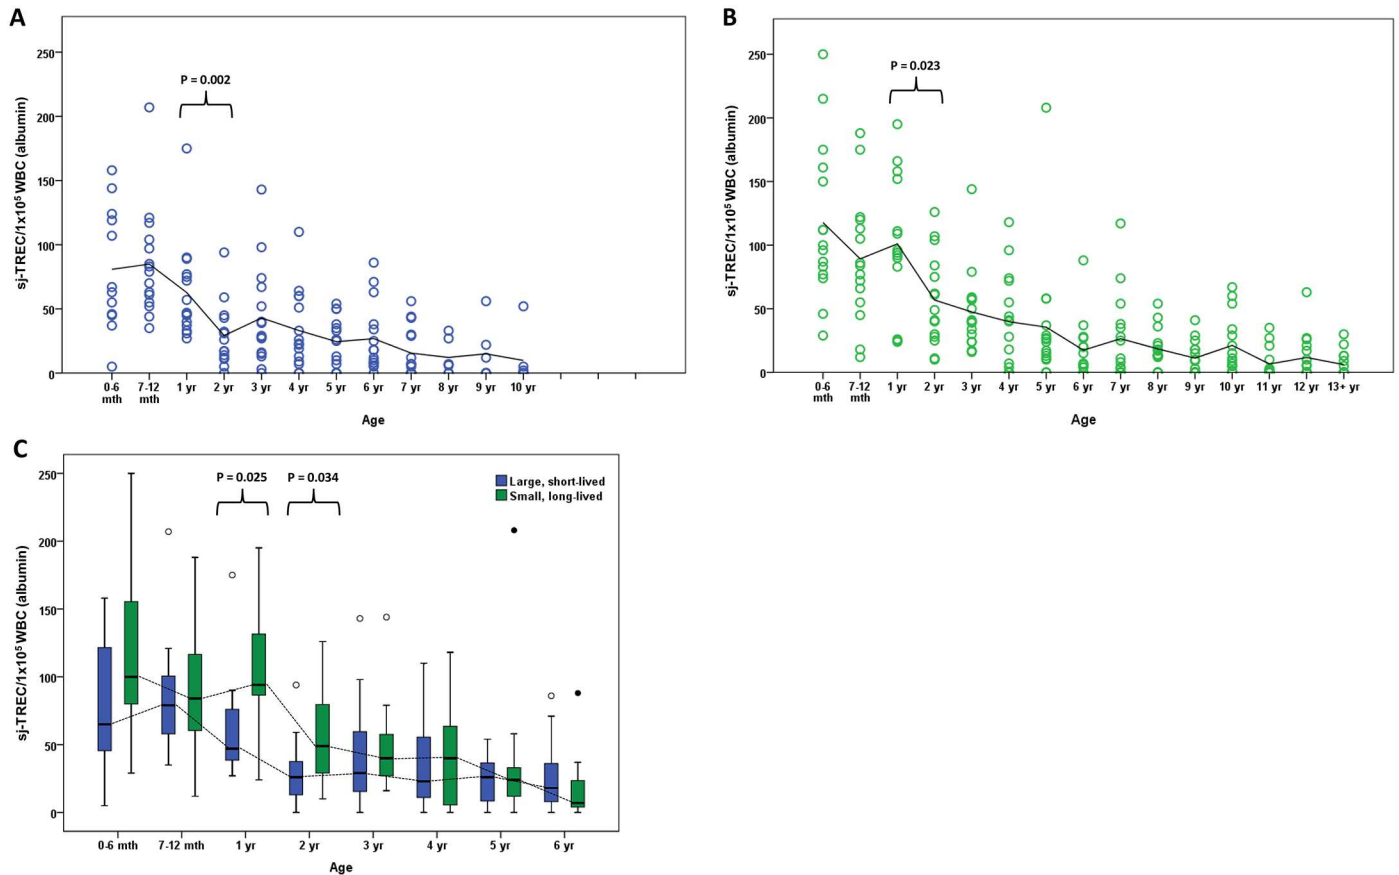 A
sj-TREC/1x10⁵ WBC (albumin)
250
200
150
100
50
0
P = 0.002
0-6 mth
7-12 mth
1 yr
2 yr
3 yr
4 yr
5 yr
6 yr
7 yr
8 yr
9 yr
10 yr
Age
B
sj-TREC/1x10⁵ WBC (albumin)
250
200
150
100
50
0
P = 0.023
0-6 mth
7-12 mth
1 yr
2 yr
3 yr
4 yr
5 yr
6 yr
7 yr
8 yr
9 yr
10 yr
11 yr
12 yr
13+ yr
Age
C
sj-TREC/1x10⁵ WBC (albumin)
250
200
150
100
50
0
P = 0.025
P = 0.034
Large, short-lived
Small, long-lived
0-6 mth
7-12 mth
1 yr
2 yr
3 yr
4 yr
5 yr
6 yr
Age